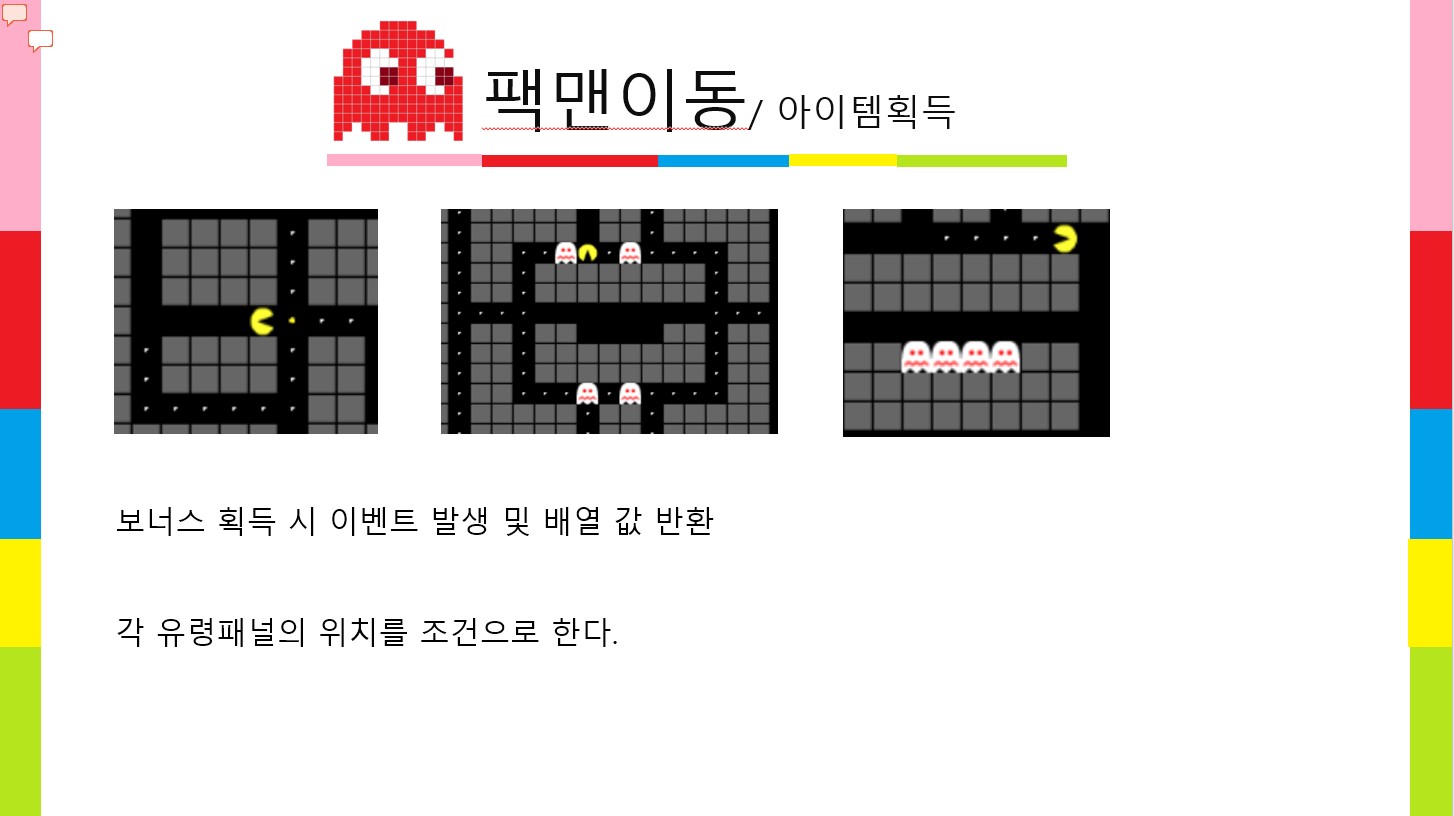 팩맨이동/ 아이템획득
보너스 획득 시 이벤트 발생 및 배열 값 반환
각 유령패널의 위치를 조건으로 한다.